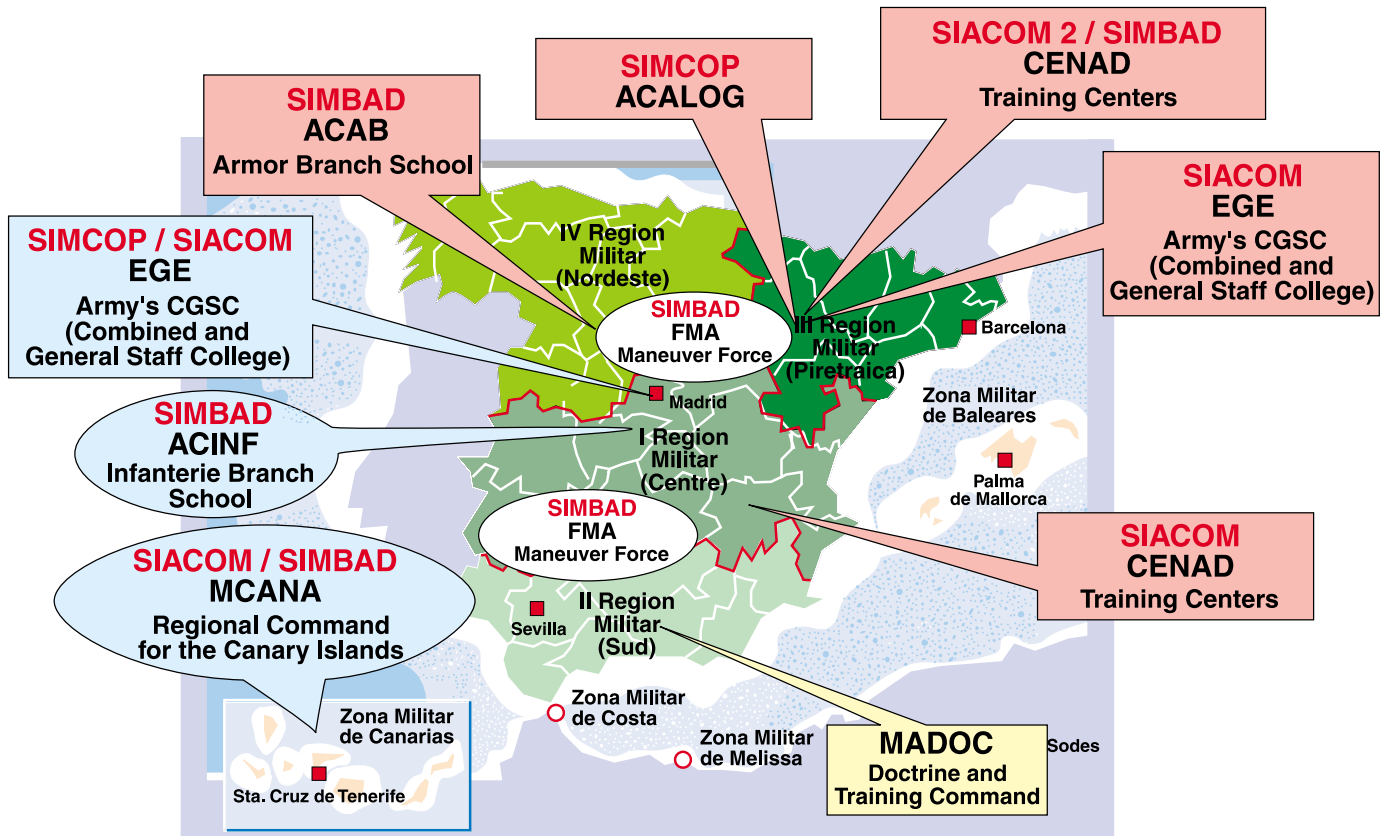 SIACOM 2 / SIMBAD
CENAD
Training Centers
SIMCOP
ACALOG
SIMBAD
ACAB
Armor Branch School
SIACOM
EGE
Army's CGSC
(Combined and
General Staff College)
SIMCOP / SIACOM
EGE
Army's CGSC
(Combined and
General Staff College)
IV Region
Militar
(Nordeste)
SIMBAD
FMA
Maneuver Force
III Region
Militar
(Piretraica)
Barcelona
Madrid
Zona Militar
de Baleares
SIMBAD
ACINF
Infanterie Branch
School
I Region
Militar
(Centre)
Palma
de Mallorca
SIMBAD
FMA
Maneuver Force
SIACOM
CENAD
Training Centers
SIACOM / SIMBAD
MCANA
Regional Command
for the Canary Islands
II Region
Militar
(Sud)
Sevilla
Zona Militar
de Costa
Zona Militar
de Canarias
Zona Militar
de Melissa
MADOC
Doctrine and
Training Command
Sodes
Sta. Cruz de Tenerife